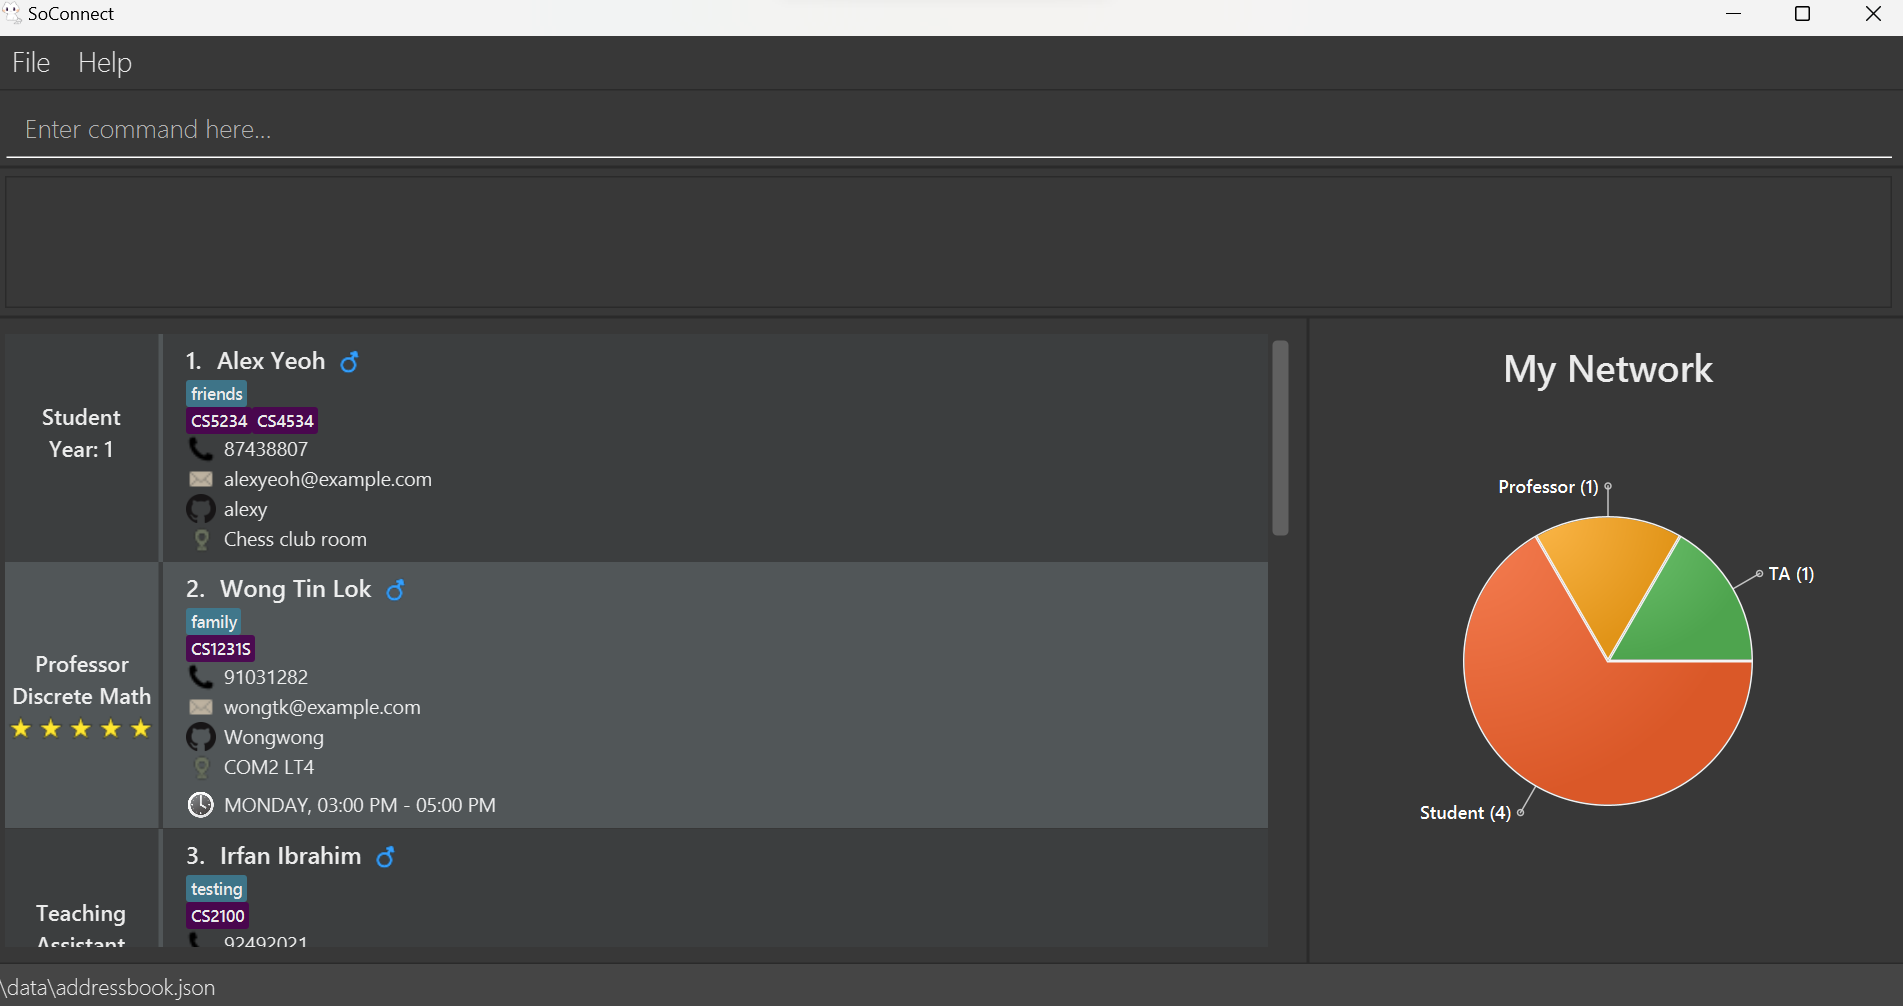 SoConnect
File Help
Enter command here...
Student
Year: 1
1. Alex Yeoh
friends
CS5234 CS4534
87438807
alexyeoh@example.com
alexy
Chess club room
Professor
Discrete Math
2. Wong Tin Lok
family
CS1231S
91031282
wongtk@example.com
Wongwong
COM2 LT4
MONDAY, 03:00 PM - 05:00 PM
Teaching
Assistant
3. Irfan Ibrahim
testing
CS2100
92492021
My Network
Professor (1)
TA (1)
Student (4)
\data\addressbook.json